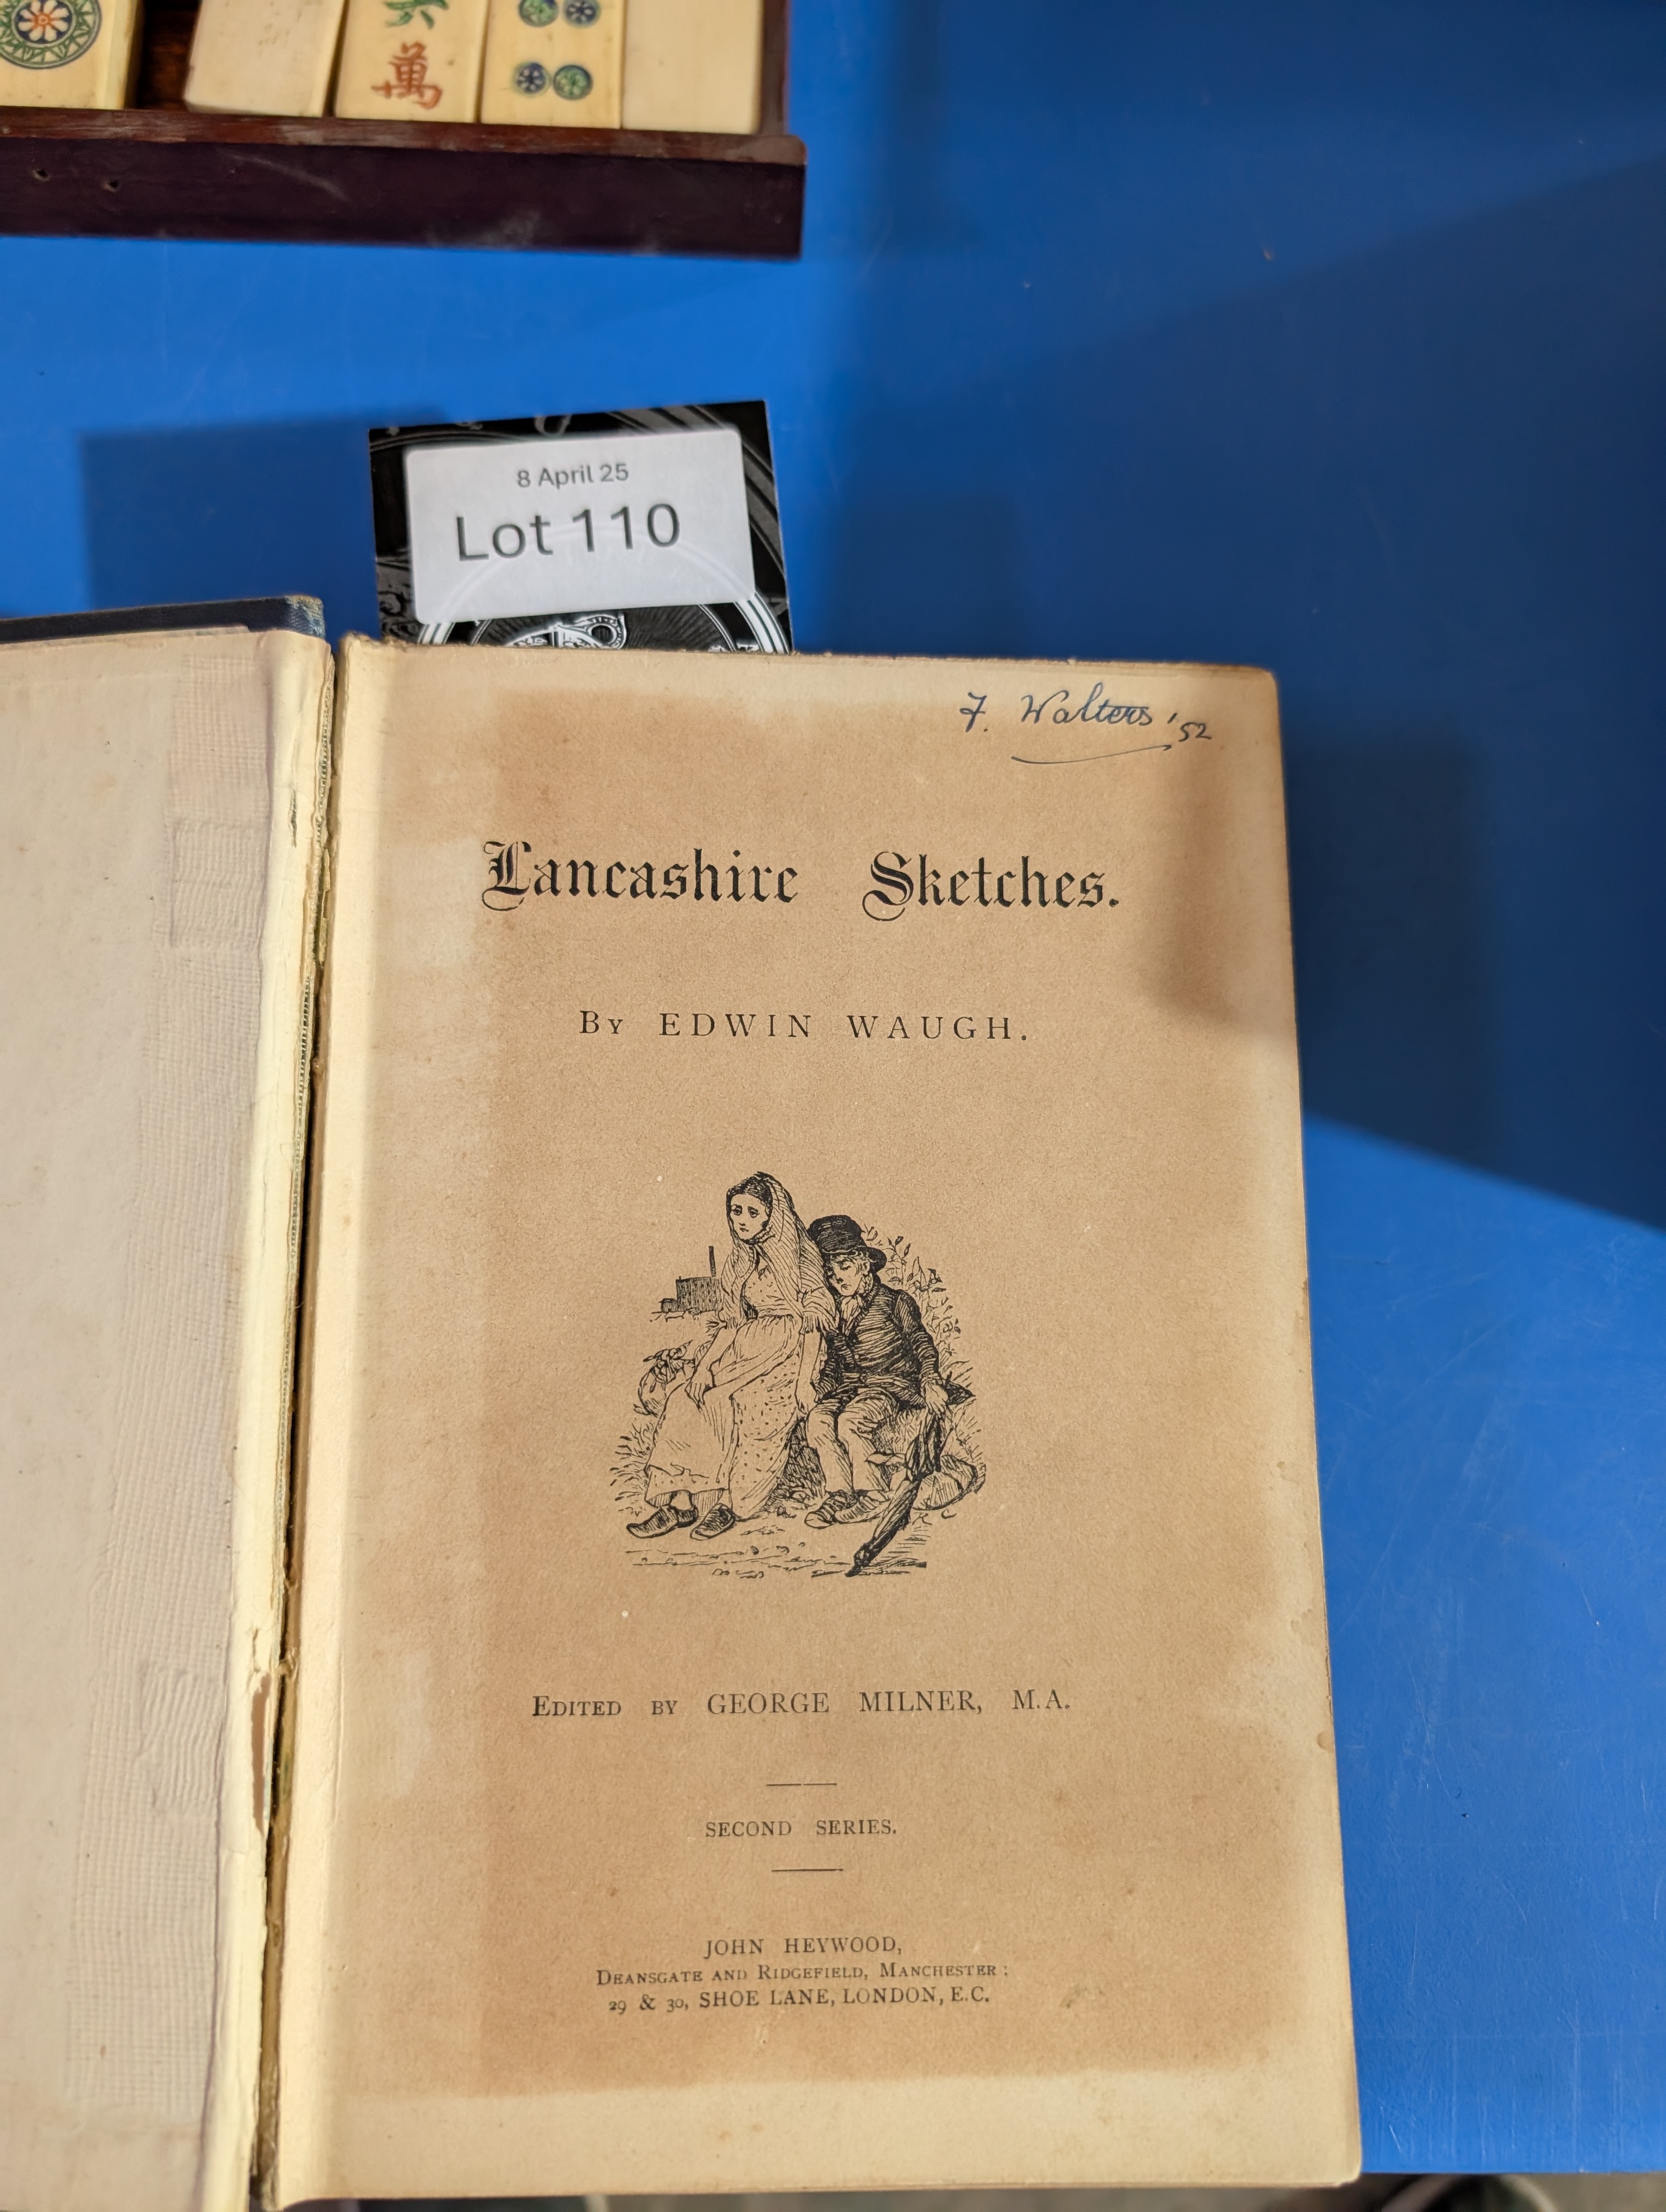 萬
8 April 25
Lot 110
F. Walters '52
Lancashire Sketches.
By EDWIN WAUGH.
Edited by GEORGE MILNER, M.A.
SECOND SERIES.
JOHN HEYWOOD,
Deansgate and Ridgefield, Manchester;
29 & 30, SHOE LANE, LONDON, E.C.